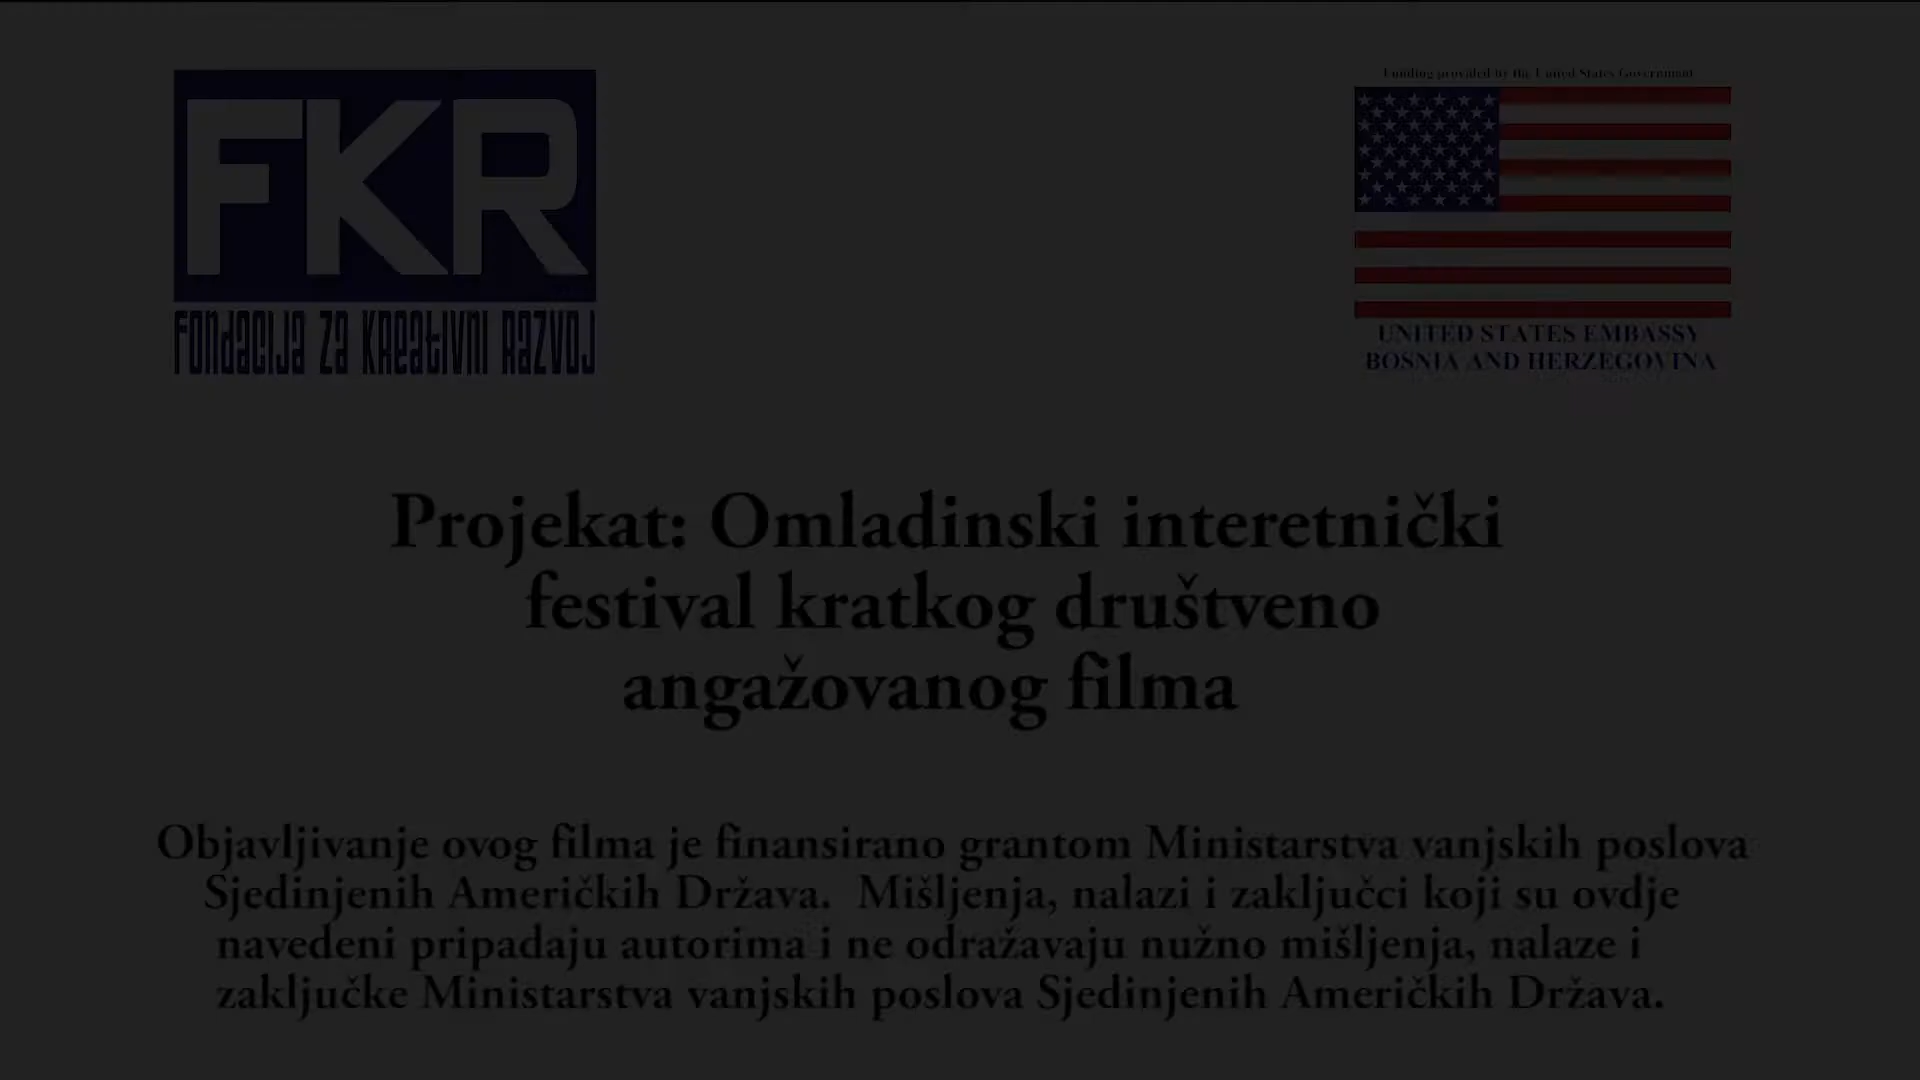 FKR
Fondacija za kreativni razvoj
Funding provided by the United States Government
UNITED STATES EMBASSY
BOSNIA AND HERZEGOVINA
Projekat: Omladinski interetnički
festival kratkog društveno
angažovanog filma
Objavljivanje ovog filma je finansirano grantom Ministarstva vanjskih poslova
Sjedinjenih Američkih Država. Mišljenja, nalazi i zaključci koji su ovdje
navedeni pripadaju autorima i ne odražavaju nužno mišljenja, nalaze i
zaključke Ministarstva vanjskih poslova Sjedinjenih Američkih Država.